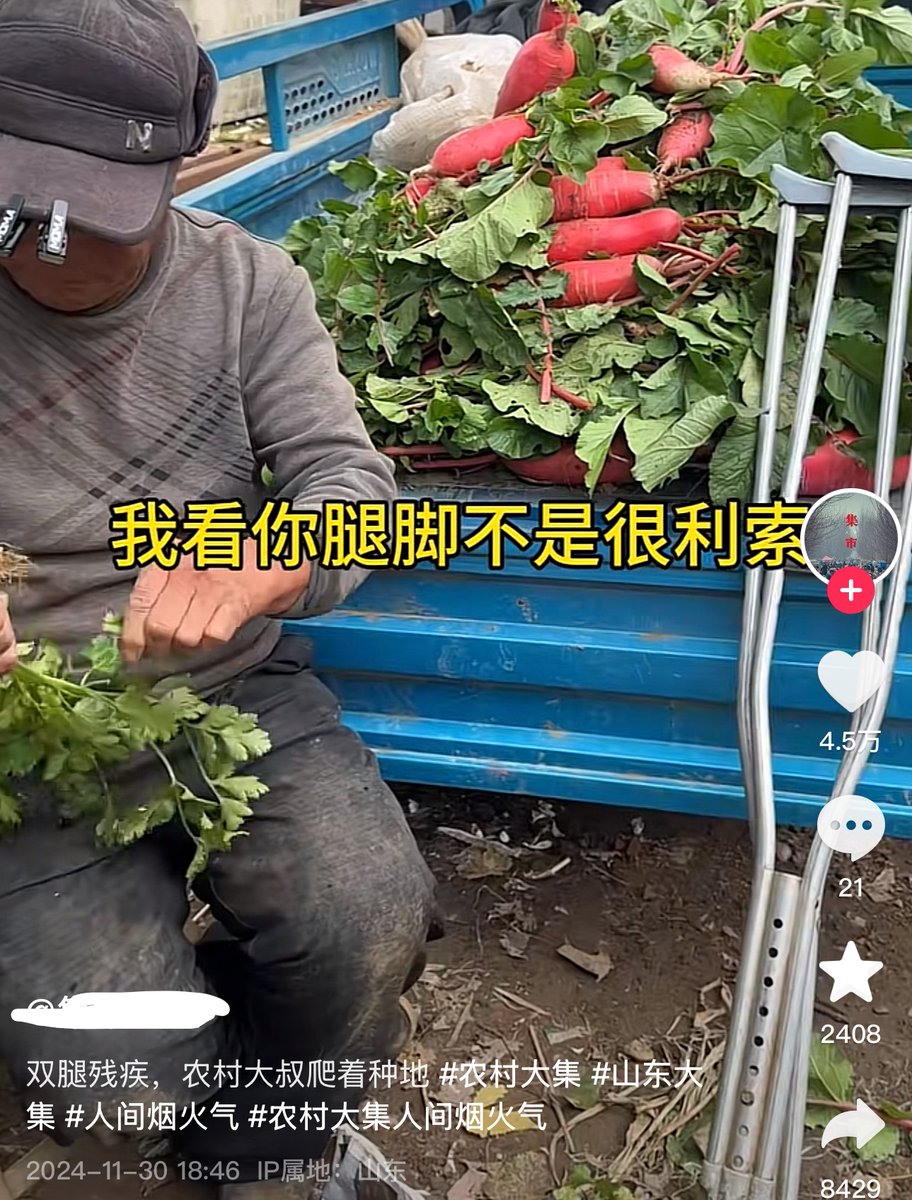 N
MOLA
MOLA
我看你腿脚不是很利索
集
市
4.5万
21
2408
8429
双腿残疾，农村大叔爬着种地 #农村大集 #山东大
集 #人间烟火气 #农村大集人间烟火气
2024-11-30 18:46 IP属地：山东